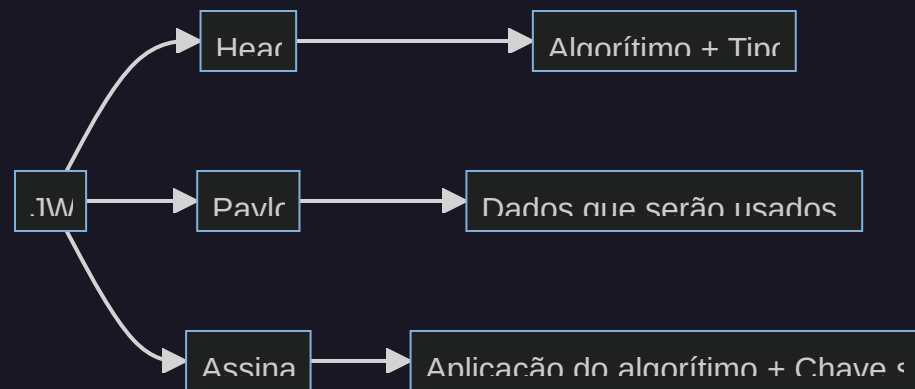 Head
Algorítimo + Tipo
JW
Paylo
Dados que serão usados
Assina
Aplicação do algorítimo + Chave s